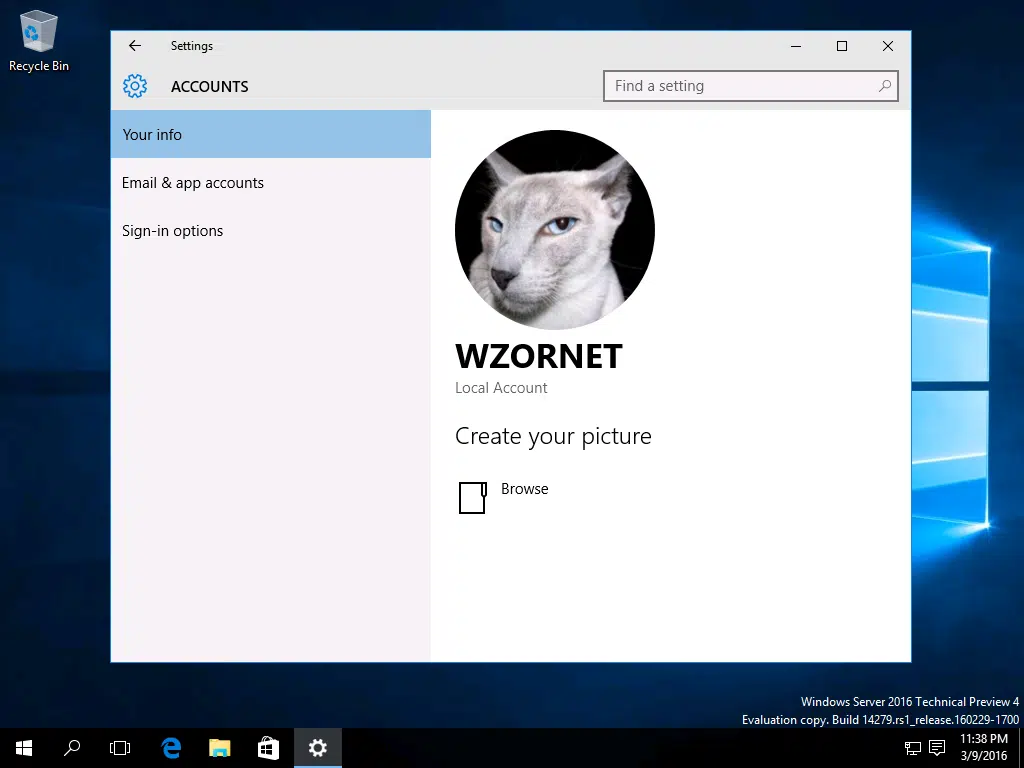 Recycle Bin
Settings
ACCOUNTS
Find a setting
Your info
Email & app accounts
Sign-in options
WZORNET
Local Account
Create your picture
Browse
Windows Server 2016 Technical Preview 4
Evaluation copy. Build 14279.rs1_release.160229-1700
11:38 PM
3/9/2016